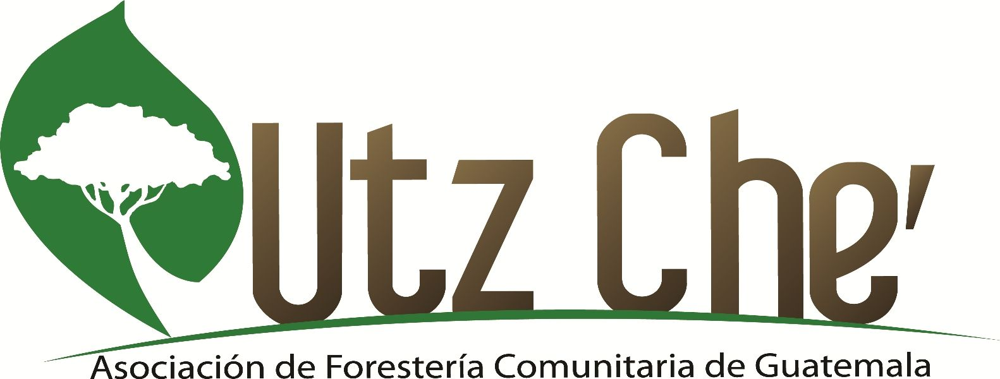 Utz Che'
Asociación de Forestería Comunitaria de Guatemala